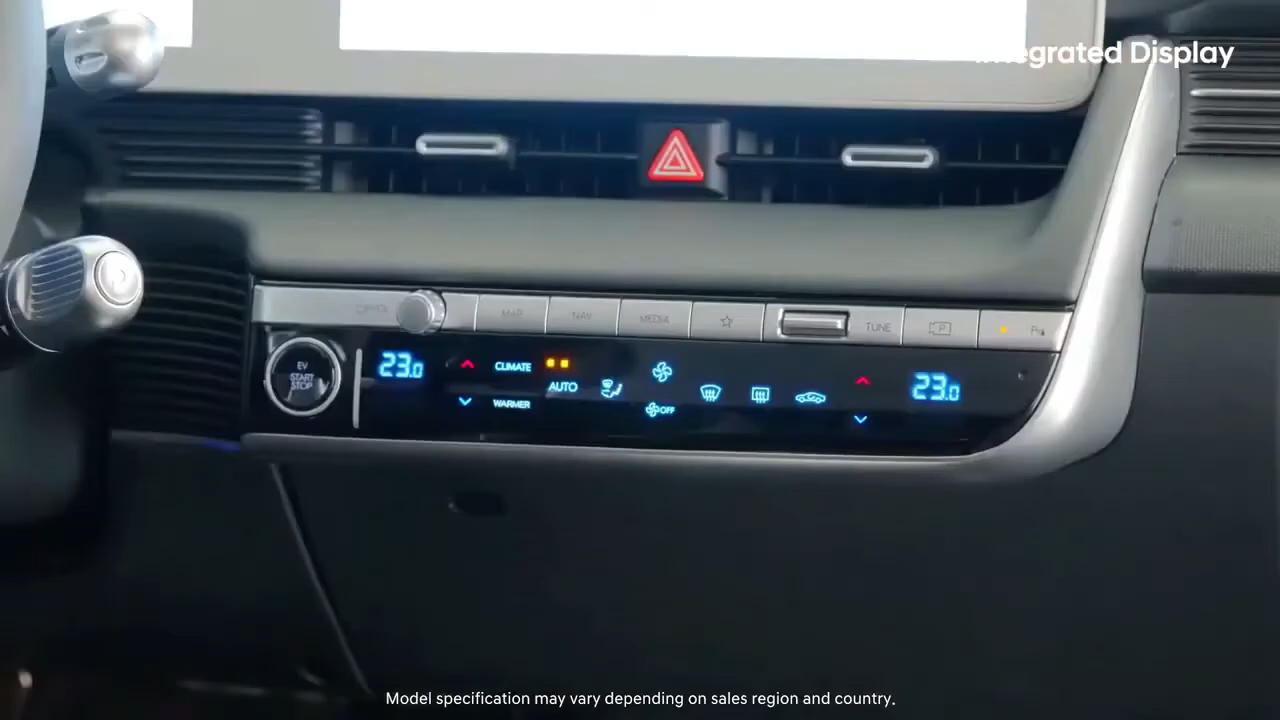 Integrated Display
MAP
NAV
MEDIA
TUNE
P
EV
START
STOP
23.0
CLIMATE
WARMER
AUTO
OFF
23.0
Model specification may vary depending on sales region and country.